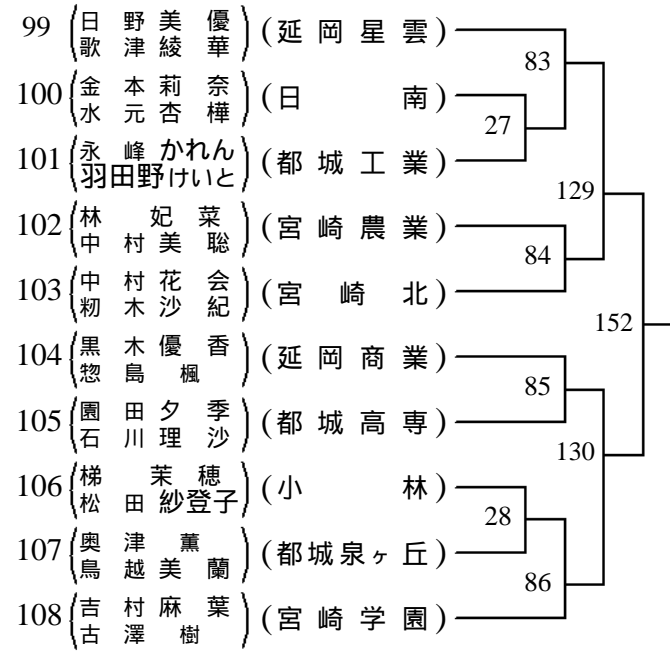 99 日野美優 (延岡星雲)
歌津綾華
83
100 金本莉奈 (日南)
水元杏樺
27
101 永峰かれん (都城工業)
羽田野けいと
129
102 林妃菜 (宮崎農業)
中村美聡
84
103 中村花会 (宮崎北)
籾木沙紀
152
104 黒木優香 (延岡商業)
惣島楓
85
105 園田夕季 (都城高専)
石川理沙
130
106 梯茉穂 (小林)
松田紗登子
28
107 奥津薫 (都城泉ヶ丘)
鳥越美蘭
86
108 吉村麻葉 (宮崎学園)
古澤樹